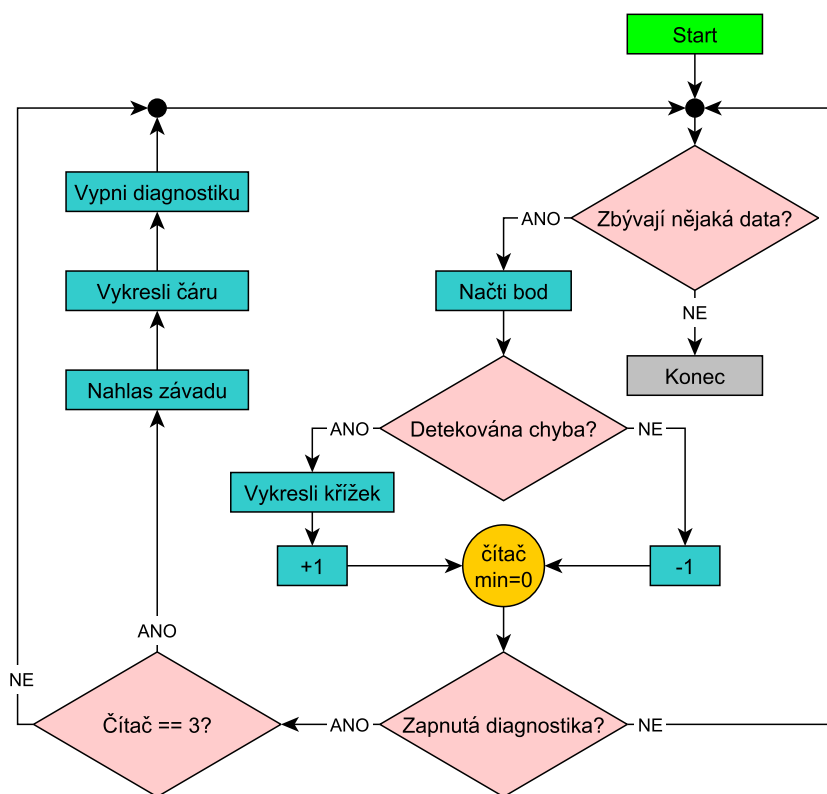 Start
Vypni diagnostiku
Zbývají nějaká data?
ANO
Vykresli čáru
Načti bod
NE
Nahlas závadu
Konec
ANO
Detekována chyba?
NE
Vykresli křížek
+1
čítač
min=0
-1
ANO
NE
Čítač == 3?
ANO
Zapnutá diagnostika?
NE